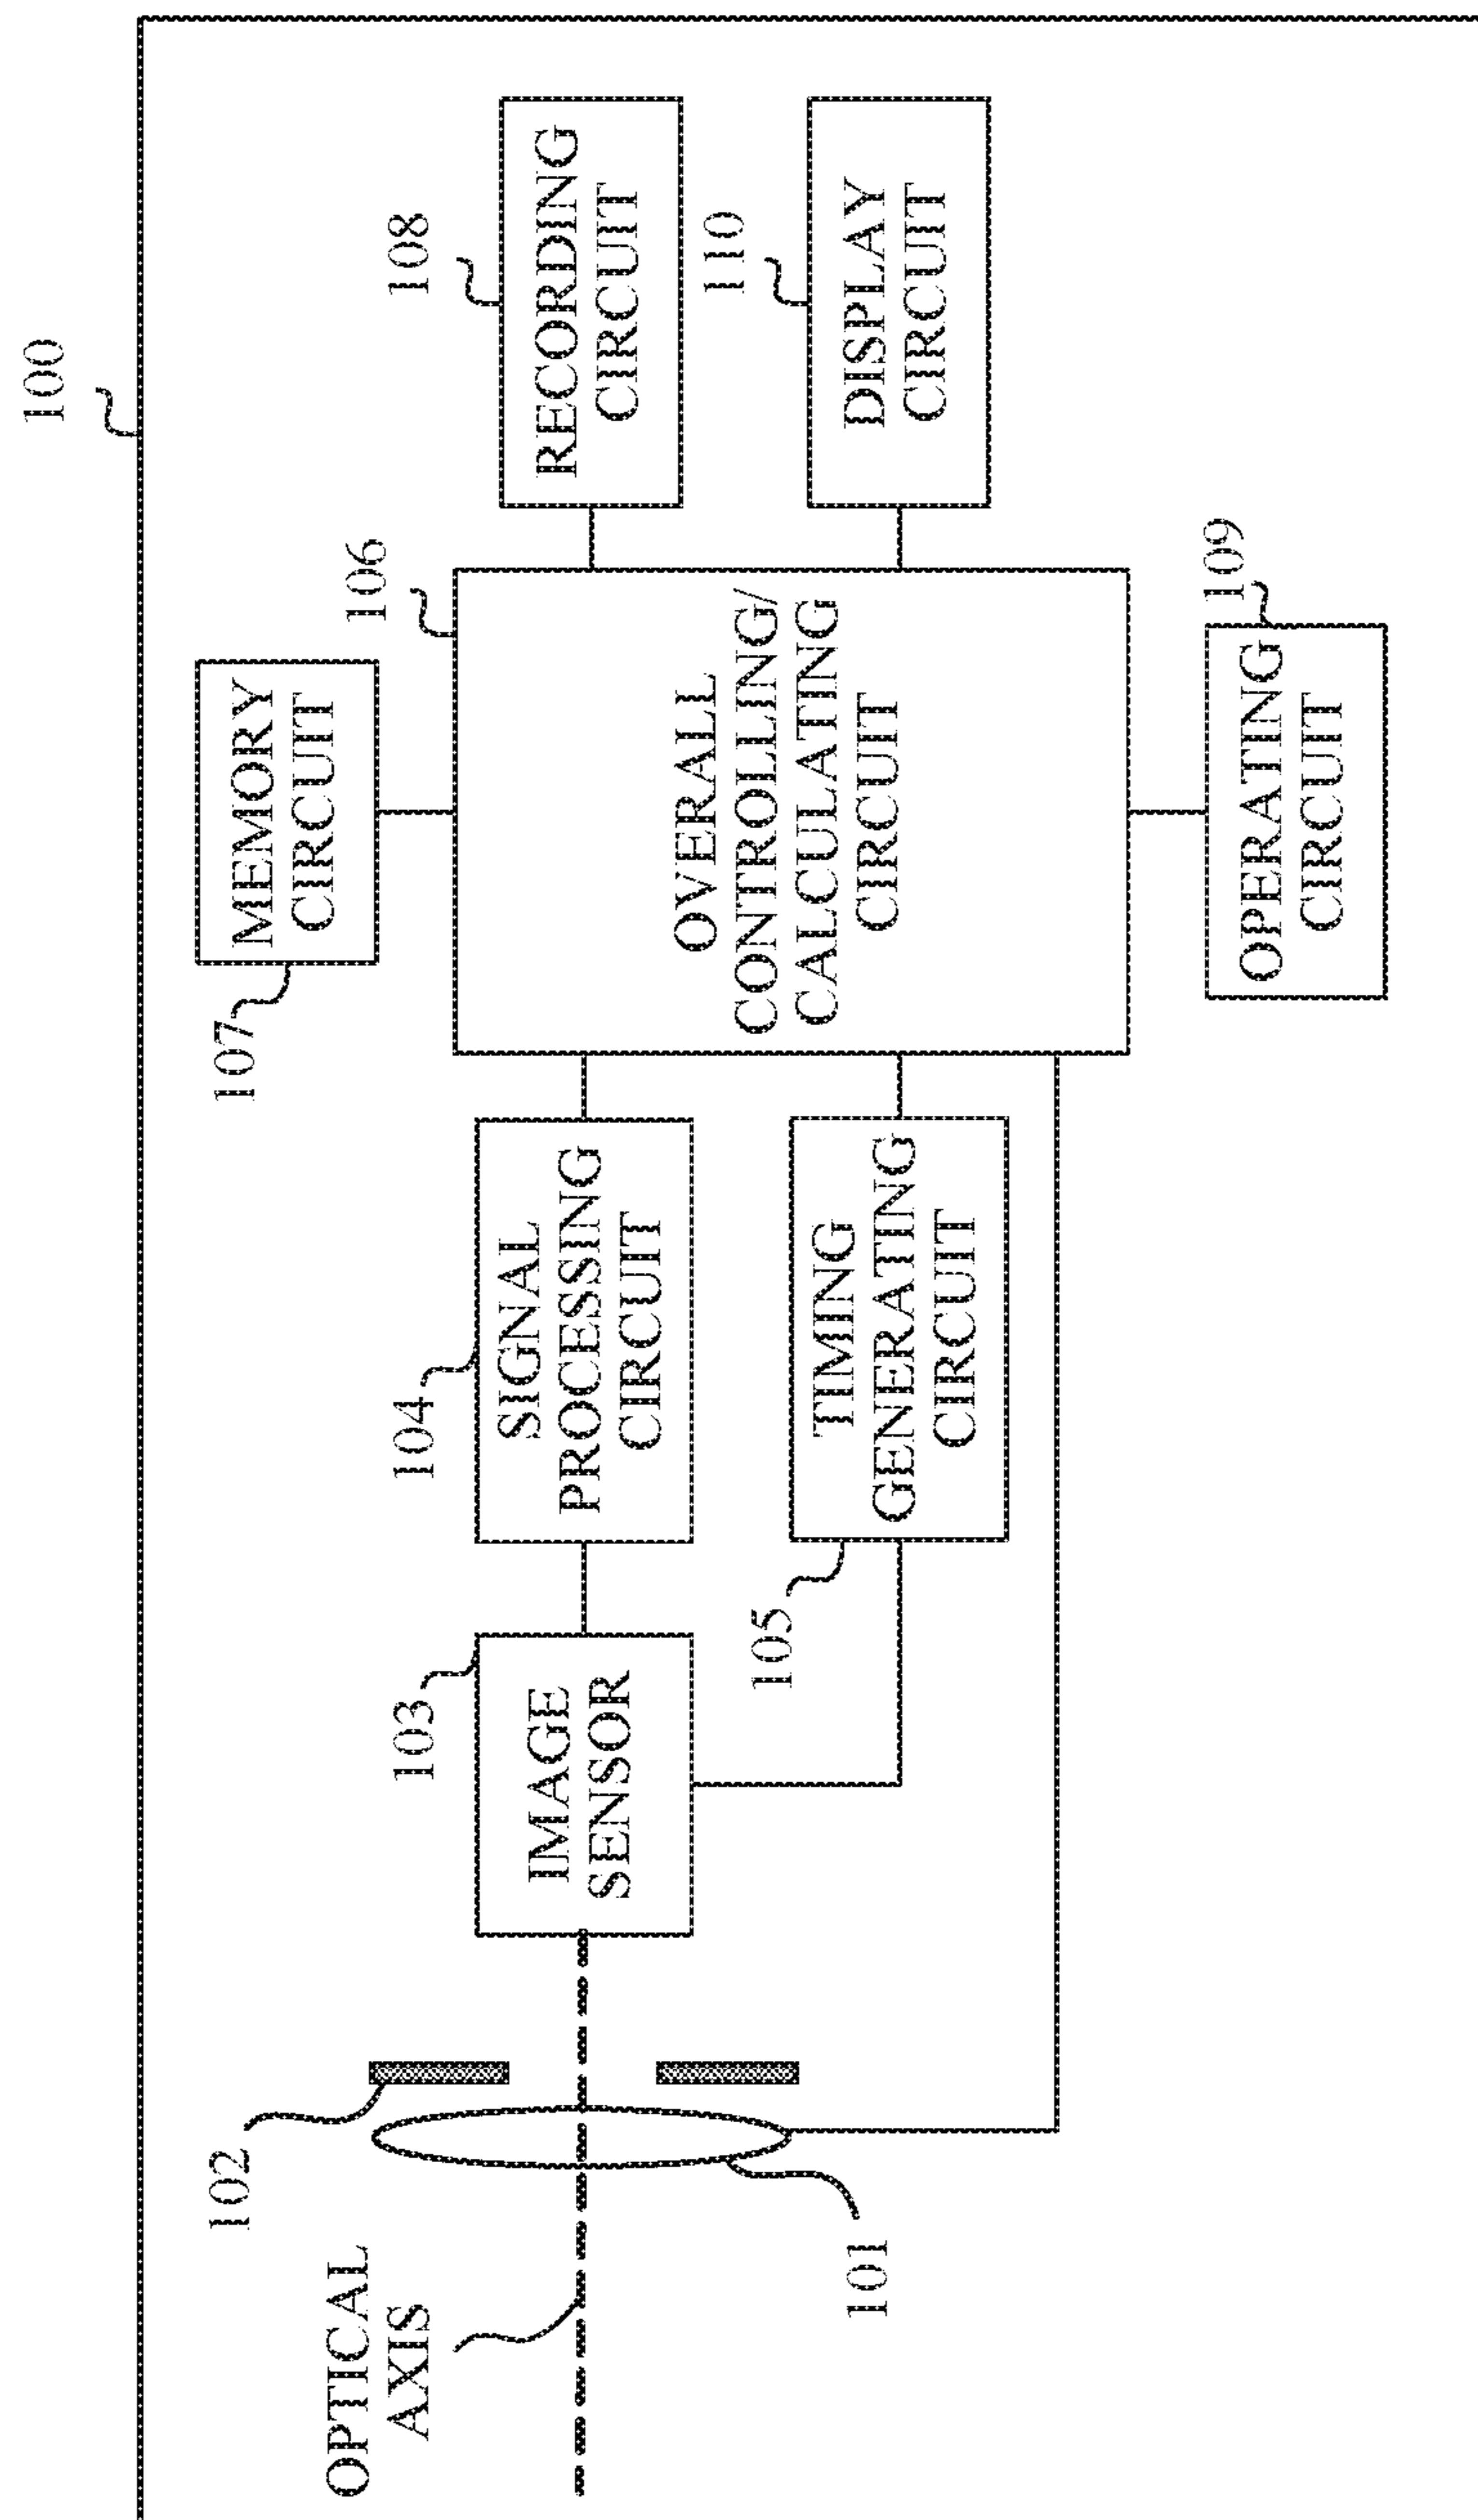 100
OPTICAL
AXIS
102
101
103
IMAGE
SENSOR
104
SIGNAL
PROCESSING
CIRCUIT
105
TIMING
GENERATING
CIRCUIT
107
MEMORY
CIRCUIT
106
OVERALL
CONTROLLING/
CALCULATING
CIRCUIT
109
OPERATING
CIRCUIT
108
RECORDING
CIRCUIT
110
DISPLAY
CIRCUIT